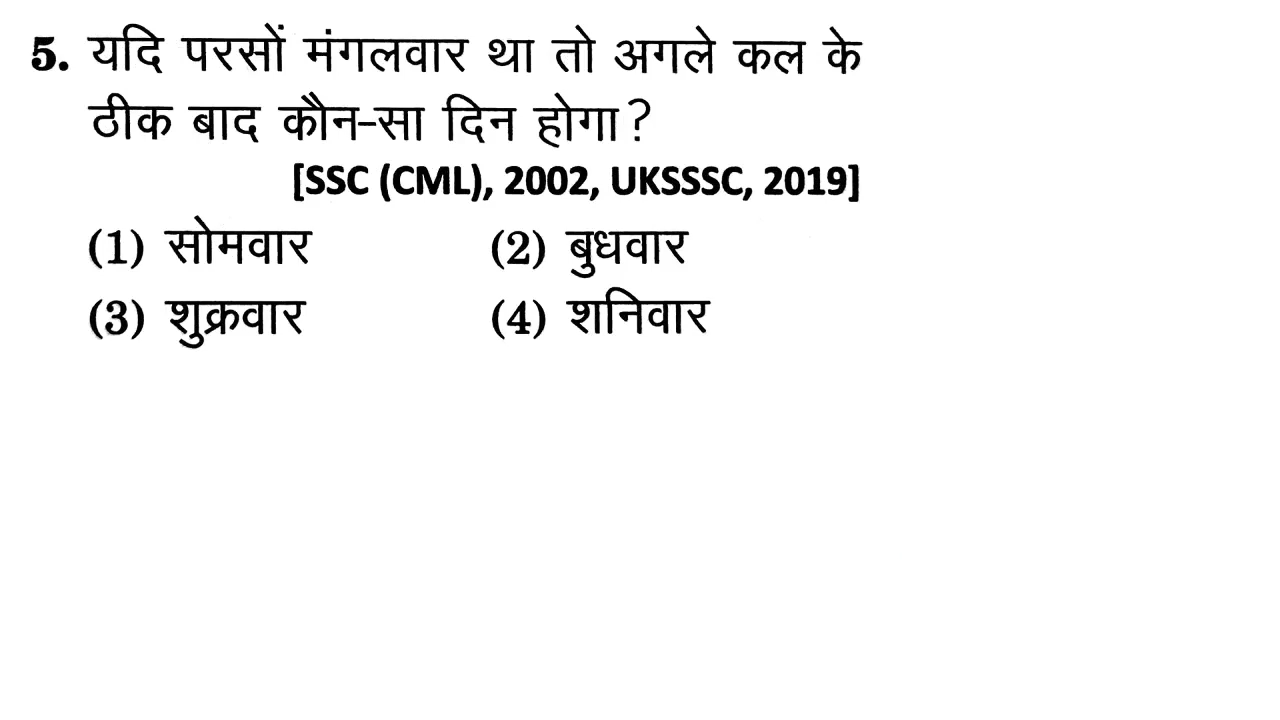 5. यदि परसों मंगलवार था तो अगले कल के
ठीक बाद कौन-सा दिन होगा?
[SSC (CML), 2002, UKSSSC, 2019]
(1) सोमवार (2) बुधवार
(3) शुक्रवार (4) शनिवार